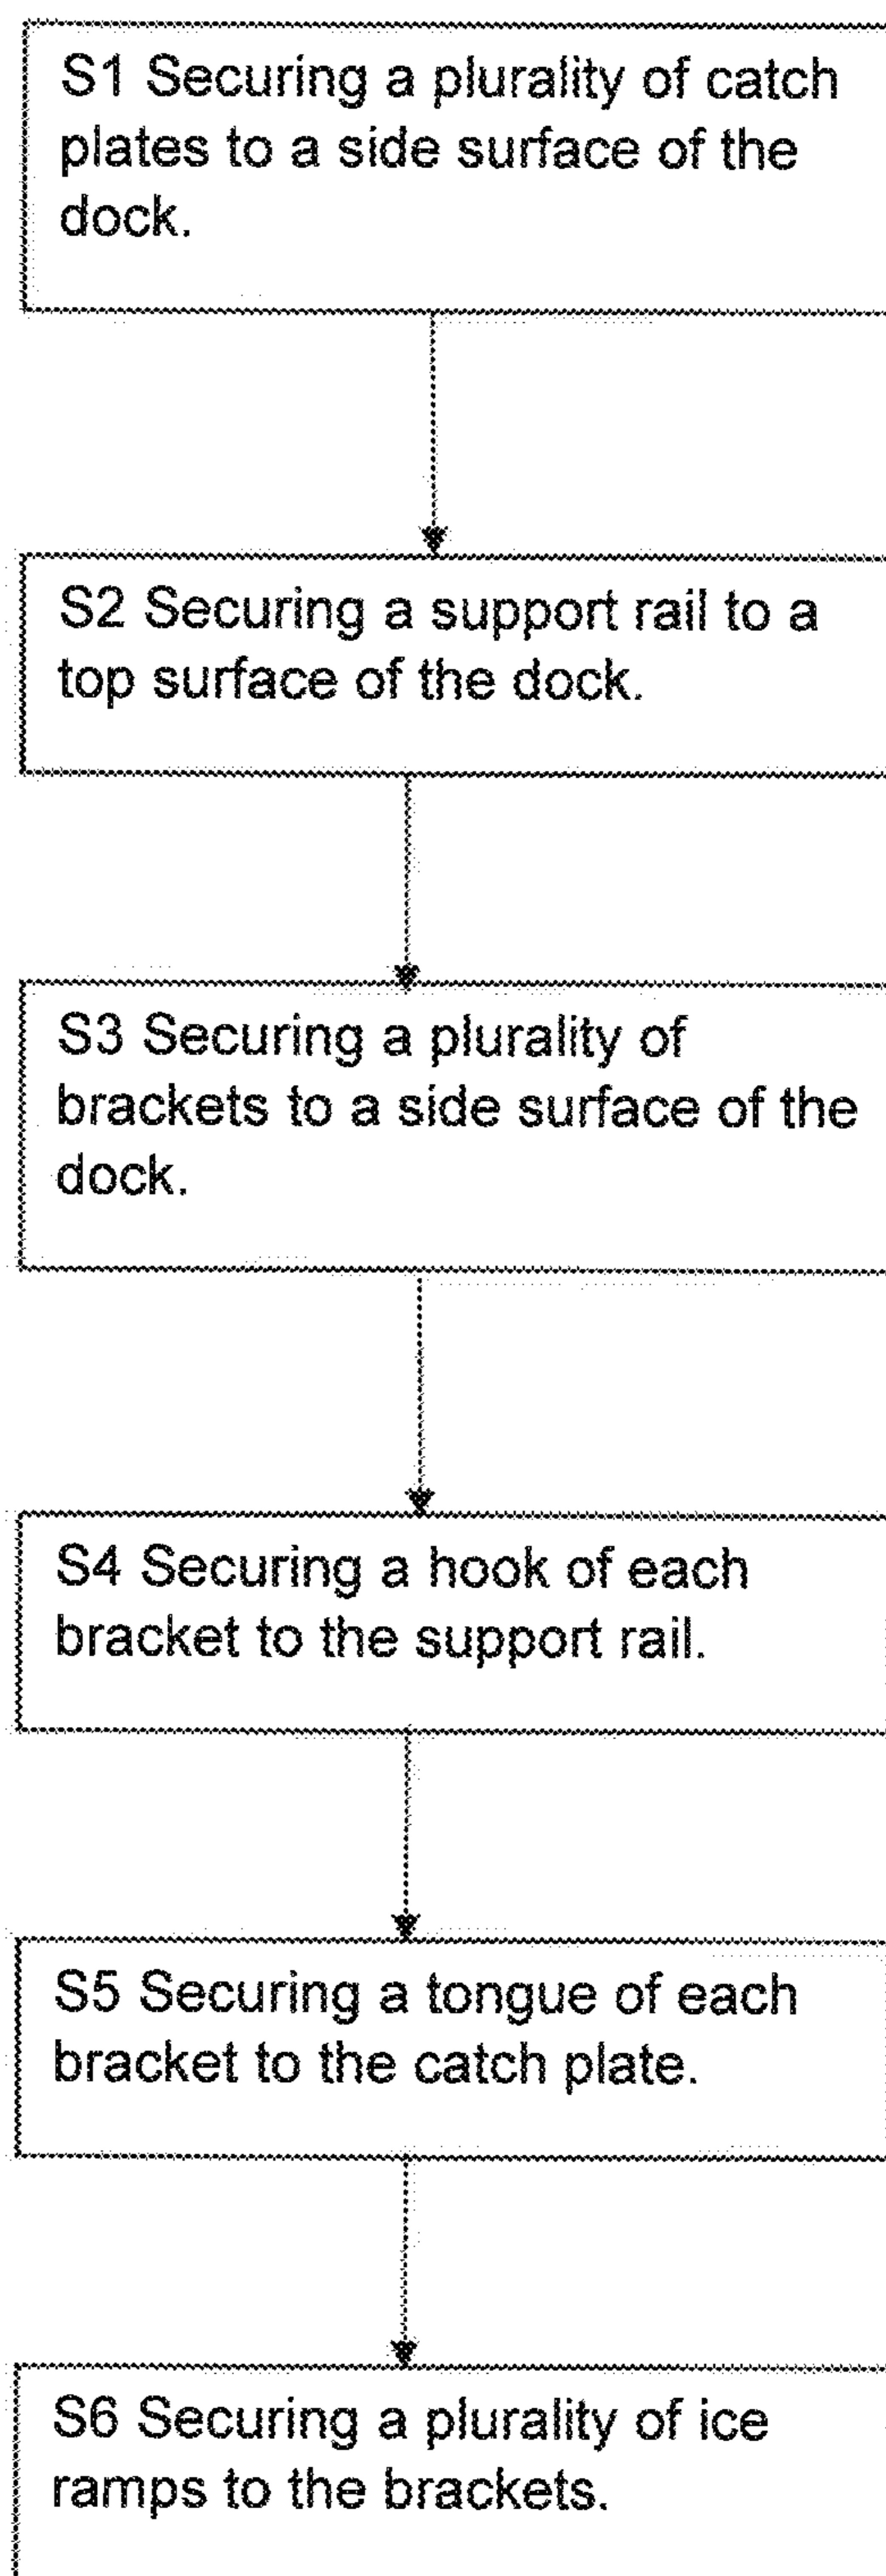 S1 Securing a plurality of catch
plates to a side surface of the
dock.
S2 Securing a support rail to a
top surface of the dock.
S3 Securing a plurality of
brackets to a side surface of the
dock.
S4 Securing a hook of each
bracket to the support rail.
S5 Securing a tongue of each
bracket to the catch plate.
S6 Securing a plurality of ice
ramps to the brackets.